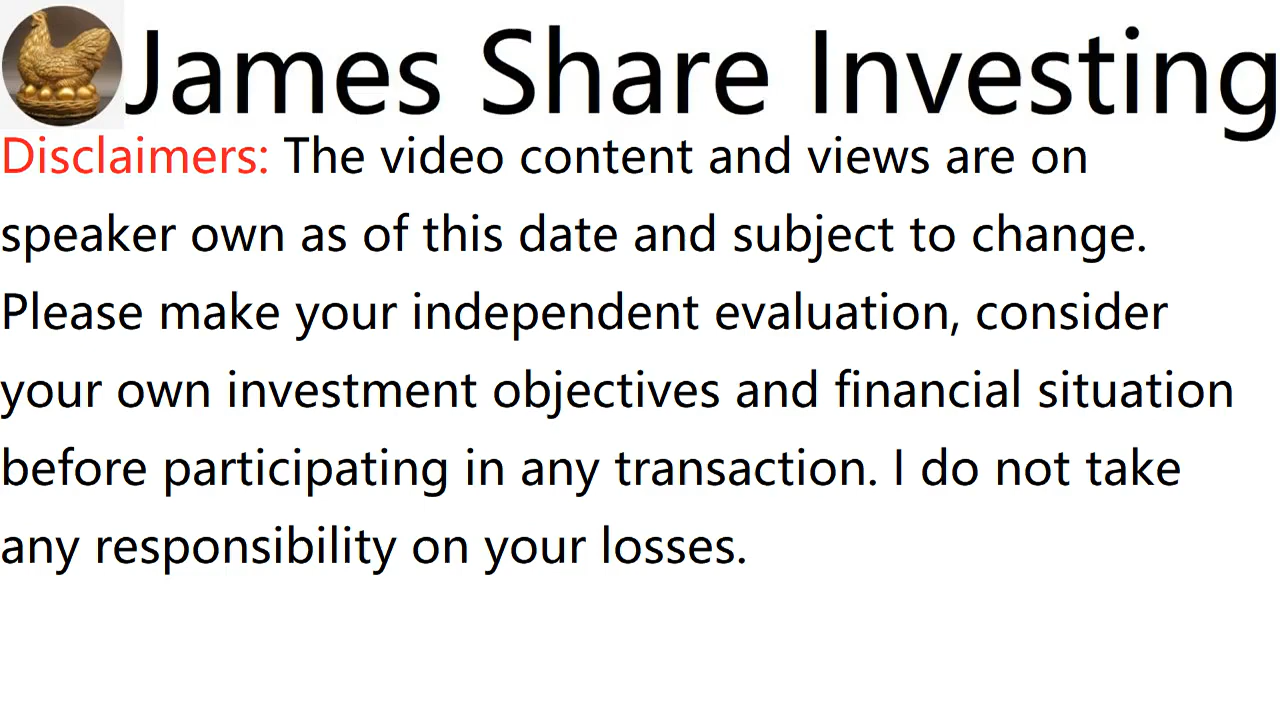 James Share Investing
Disclaimers: The video content and views are on
speaker own as of this date and subject to change.
Please make your independent evaluation, consider
your own investment objectives and financial situation
before participating in any transaction. I do not take
any responsibility on your losses.